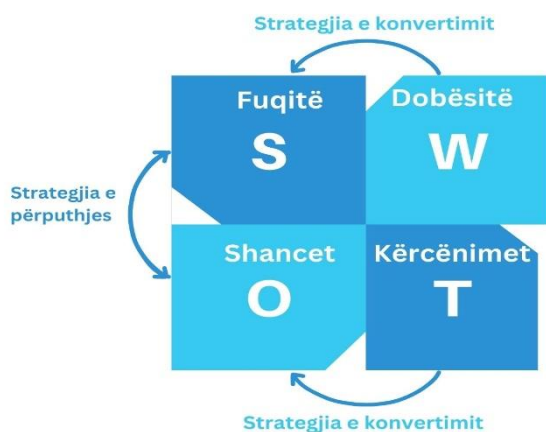 Strategjia e konvertimit
Fuqitë
Dobësitë
S
W
Strategjia e
përputhjes
Shancet
Kërcënimet
O
T
Strategjia e konvertimit